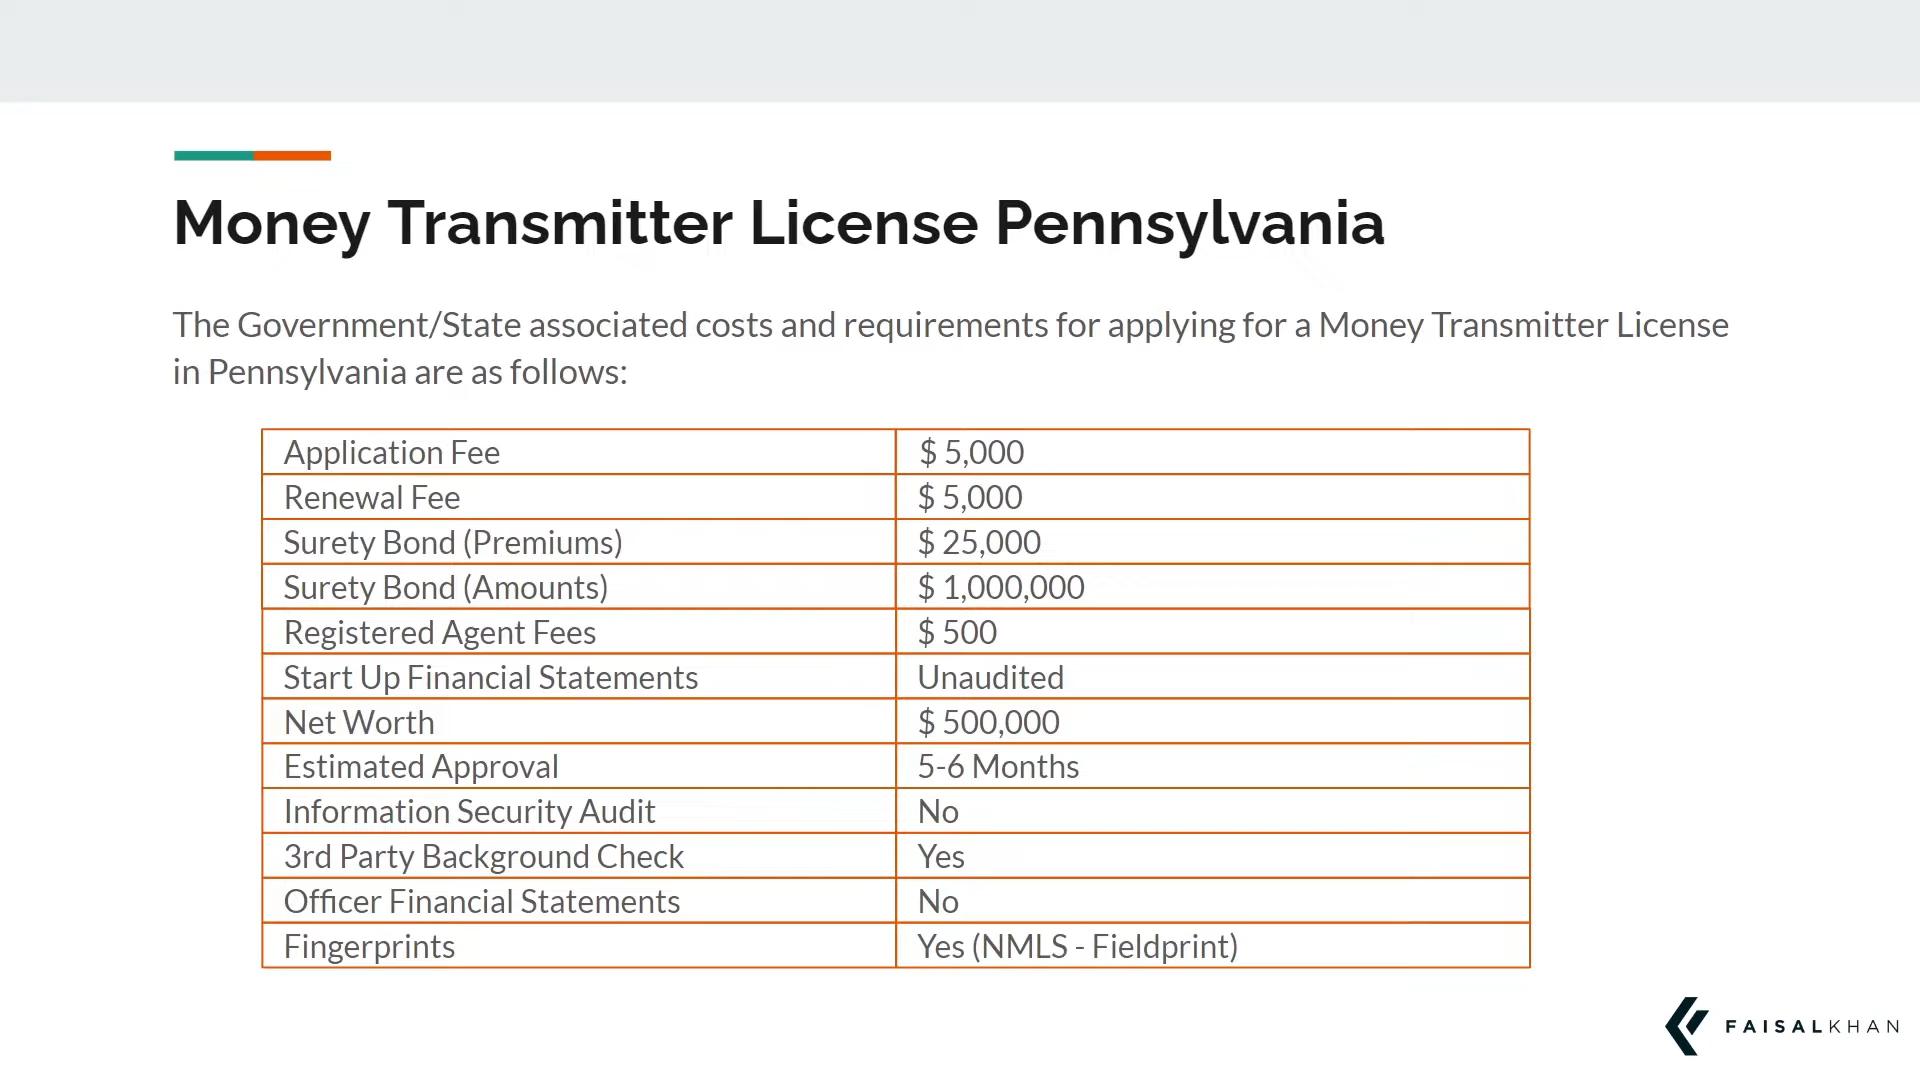 Money Transmitter License Pennsylvania
The Government/State associated costs and requirements for applying for a Money Transmitter License
in Pennsylvania are as follows:
Application Fee $ 5,000
Renewal Fee $ 5,000
Surety Bond (Premiums) $ 25,000
Surety Bond (Amounts) $ 1,000,000
Registered Agent Fees $ 500
Start Up Financial Statements Unaudited
Net Worth $ 500,000
Estimated Approval 5-6 Months
Information Security Audit No
3rd Party Background Check Yes
Officer Financial Statements No
Fingerprints Yes (NMLS - Fieldprint)
FAISALKHAN